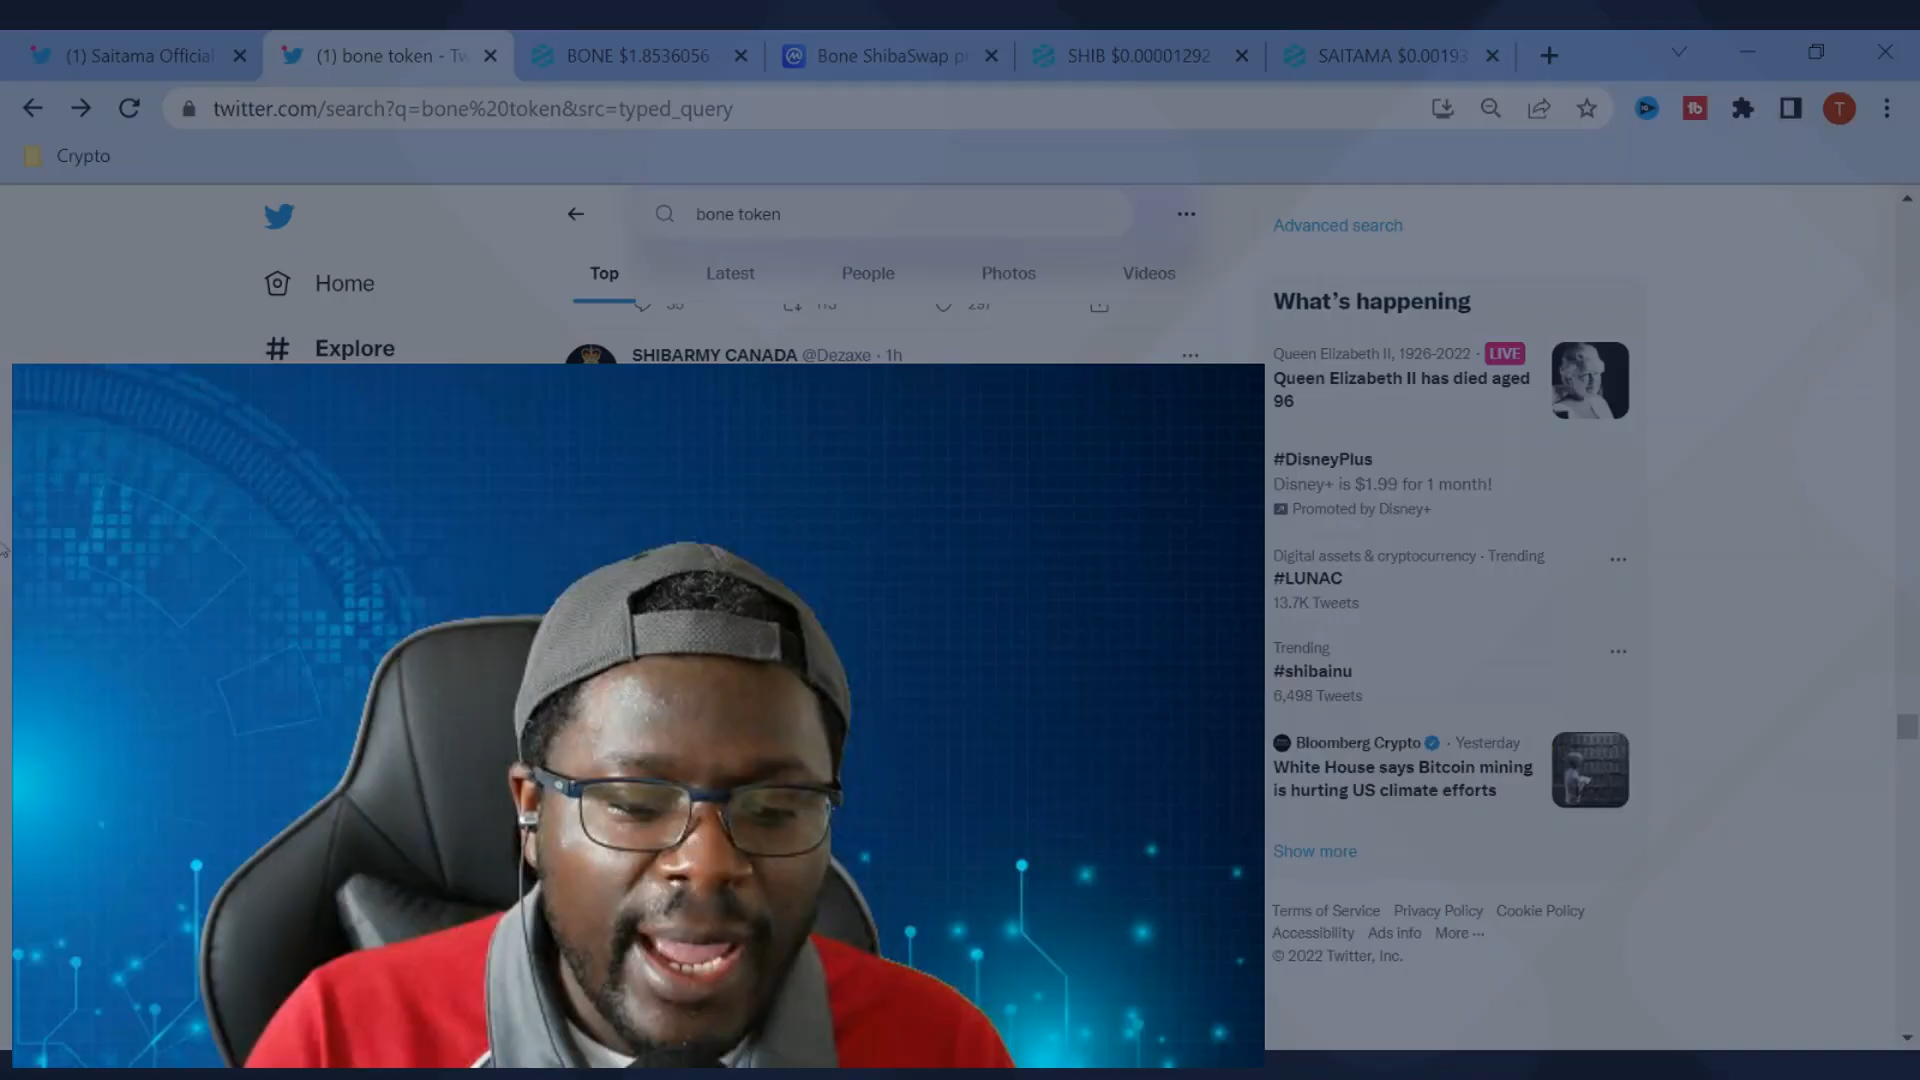 (1) Saitama Official
(1) bone token - Tw
BONE $1.8536056
Bone ShibaSwap pr
SHIB $0.00001292
SAITAMA $0.00193
twitter.com/search?q=bone%20token&src=typed_query
tb
T
Crypto
bone token
Advanced search
Top
Latest
People
Photos
Videos
Home
Explore
SHIBARMY CANADA @Dezaxe · 1h
What's happening
Queen Elizabeth II, 1926-2022 · LIVE
Queen Elizabeth II has died aged
96
#DisneyPlus
Disney+ is $1.99 for 1 month!
Promoted by Disney+
Digital assets & cryptocurrency · Trending
#LUNAC
13.7K Tweets
Trending
#shibainu
6,498 Tweets
Bloomberg Crypto · Yesterday
White House says Bitcoin mining
is hurting US climate efforts
Show more
Terms of Service Privacy Policy Cookie Policy
Accessibility Ads info More ···
© 2022 Twitter, Inc.